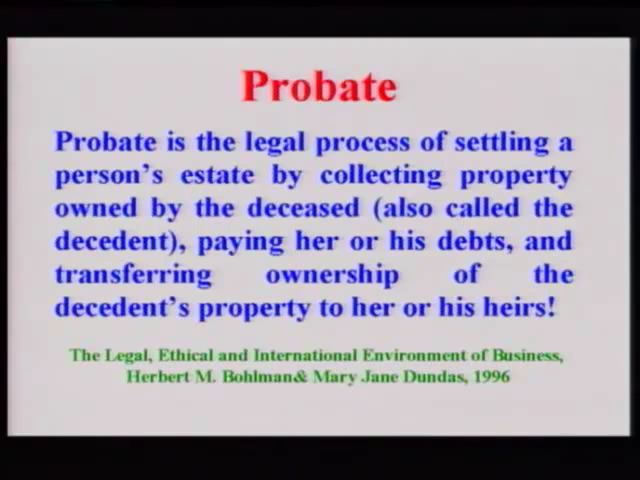 Probate
Probate is the legal process of settling a
person's estate by collecting property
owned by the deceased (also called the
decedent), paying her or his debts, and
transferring ownership of the
decedent's property to her or his heirs!
The Legal, Ethical and International Environment of Business,
Herbert M. Bohlman& Mary Jane Dundas, 1996